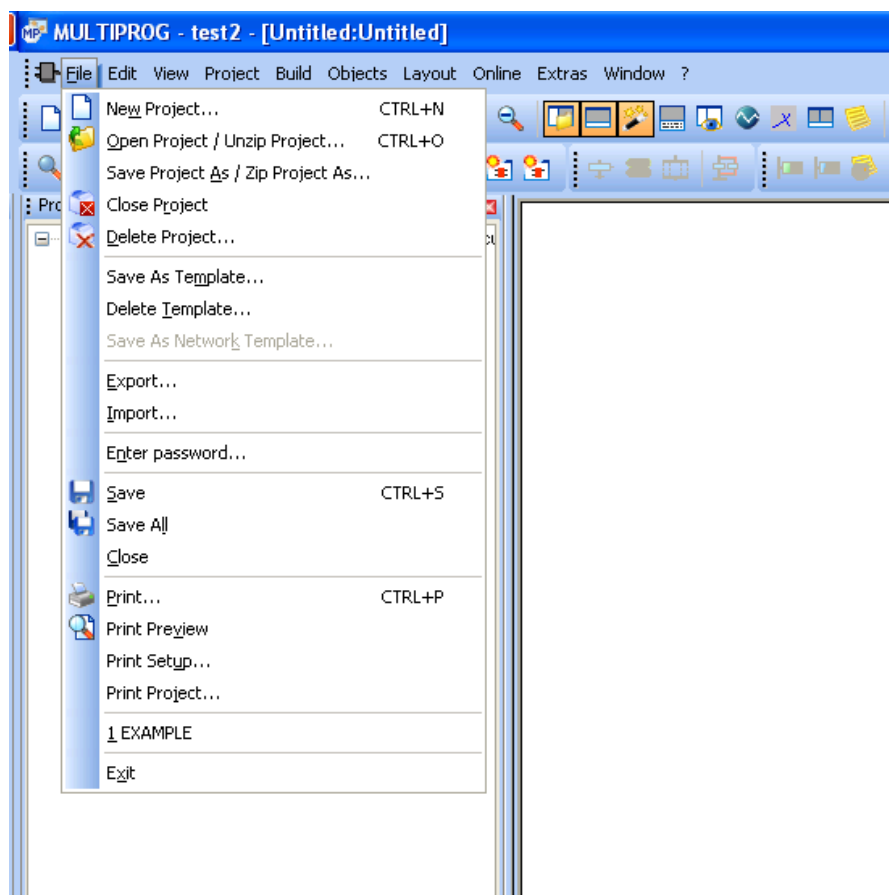 MULTIPROG - test2 - [Untitled:Untitled]
File Edit View Project Build Objects Layout Online Extras Window ?
New Project... CTRL+N
Open Project / Unzip Project... CTRL+O
Save Project As / Zip Project As...
Close Project
Delete Project...
Save As Template...
Delete Template...
Save As Network Template...
Export...
Import...
Enter password...
Save CTRL+S
Save All
Close
Print... CTRL+P
Print Preview
Print Setup...
Print Project...
1 EXAMPLE
Exit